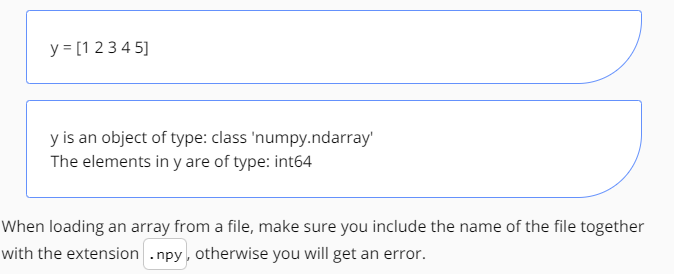 y = [1 2 3 4 5]
y is an object of type: class 'numpy.ndarray'
The elements in y are of type: int64
When loading an array from a file, make sure you include the name of the file together
with the extension .npy, otherwise you will get an error.